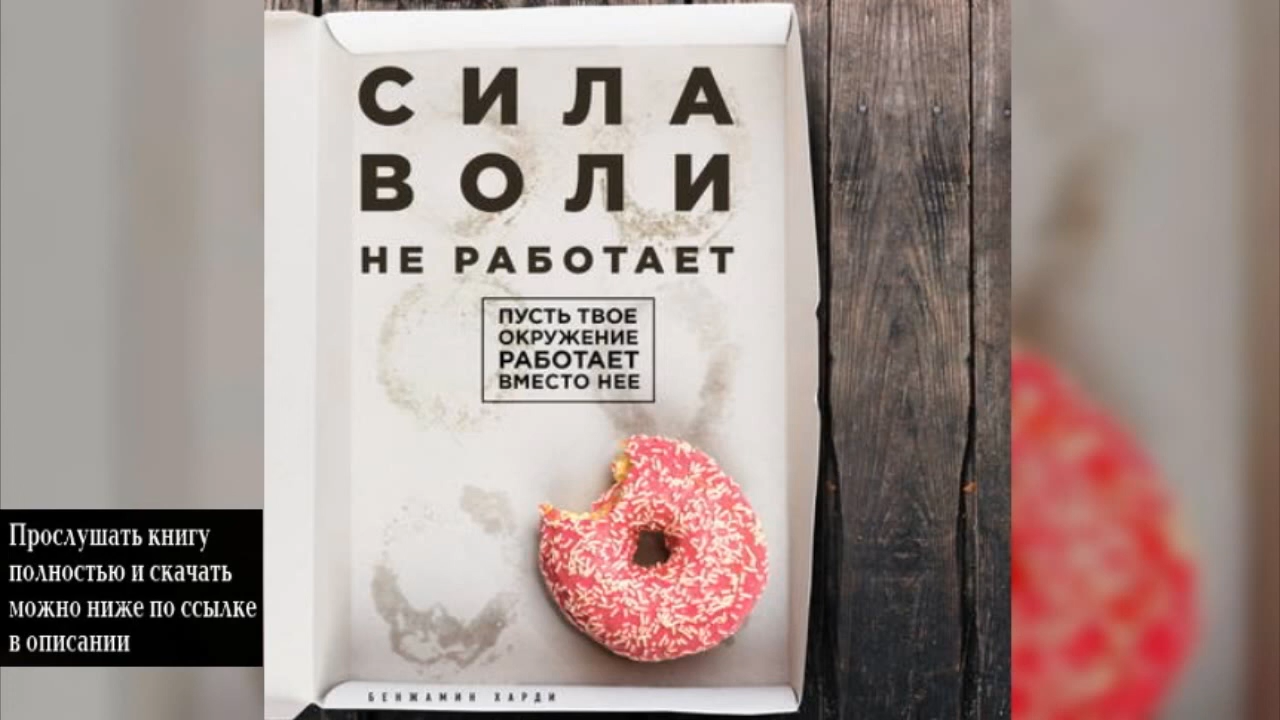 СИЛА
ВОЛИ
НЕ РАБОТАЕТ
ПУСТЬ ТВОЕ
ОКРУЖЕНИЕ
РАБОТАЕТ
ВМЕСТО НЕЕ
БЕНЖАМИН ХАРДИ
Прослушать книгу
полностью и скачать
можно ниже по ссылке
в описании